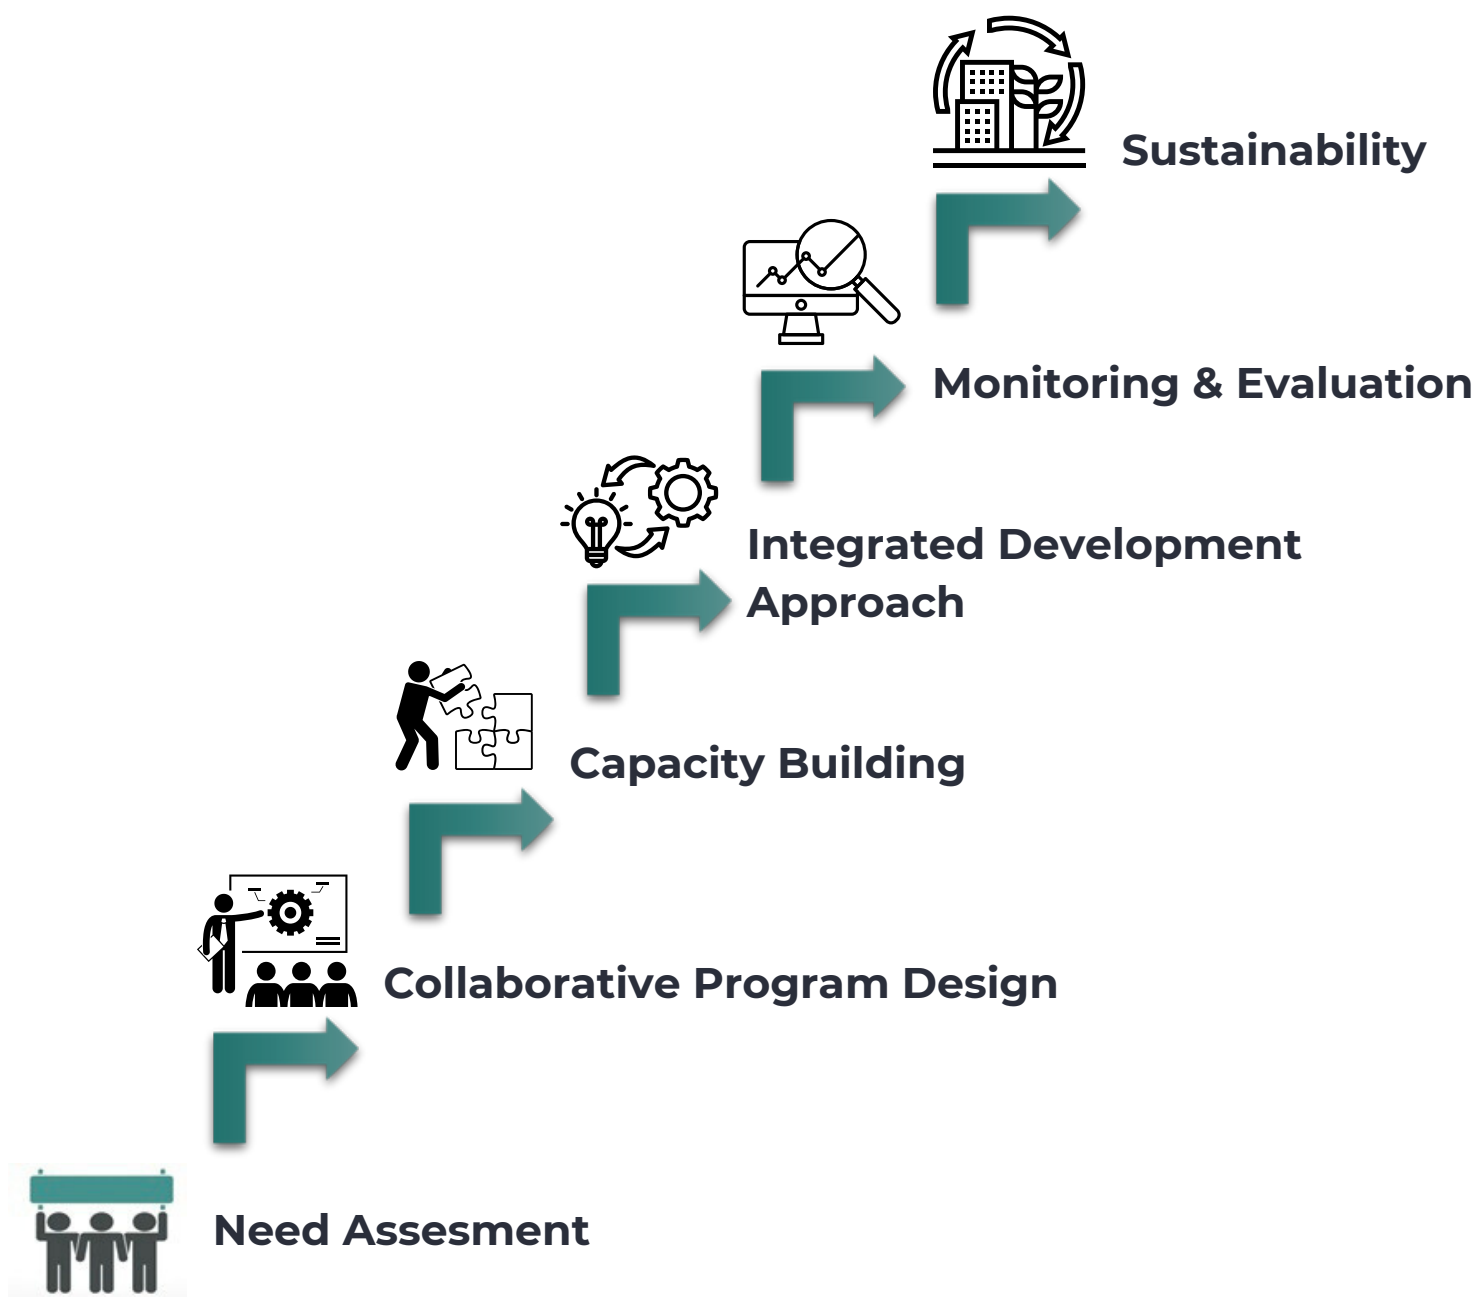 Sustainability
Monitoring & Evaluation
Integrated Development
Approach
Capacity Building
Collaborative Program Design
Need Assesment